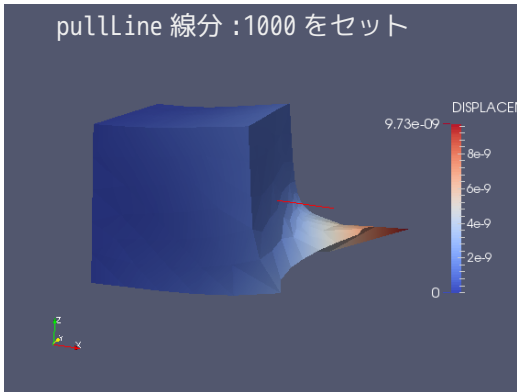 pullLine 線分 :1000 をセット
DISPLACEM
9.73e-09
8e-9
6e-9
4e-9
2e-9
0
Z
Y
X